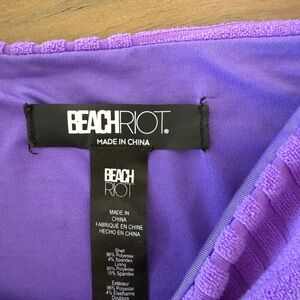 BEACHRIOT®
MADE IN CHINA
BEACH
RIOT
MADE IN
CHINA
FABRIQUÉ EN CHINE
HECHO EN CHINA
Shell
96% Polyester
4% Spandex
Lining
90% Polyester
10% Spandex
Extérieur
96% Polyester
4% Elasthanne
Doublure